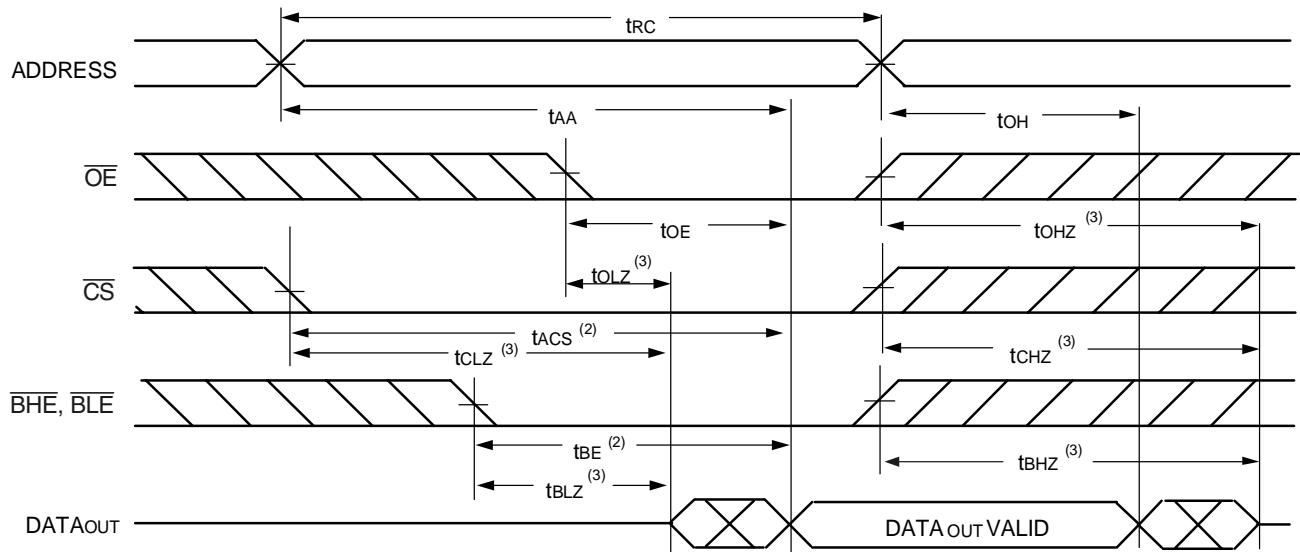 tRC
ADDRESS
tAA
tOH
OE
tOE
tOHZ (3)
tOLZ (3)
CS
tACS (2)
tCLZ (3)
tCHZ (3)
BHE, BLE
tBE (2)
tBHZ (3)
tBLZ (3)
DATAOUT
DATA OUT VALID